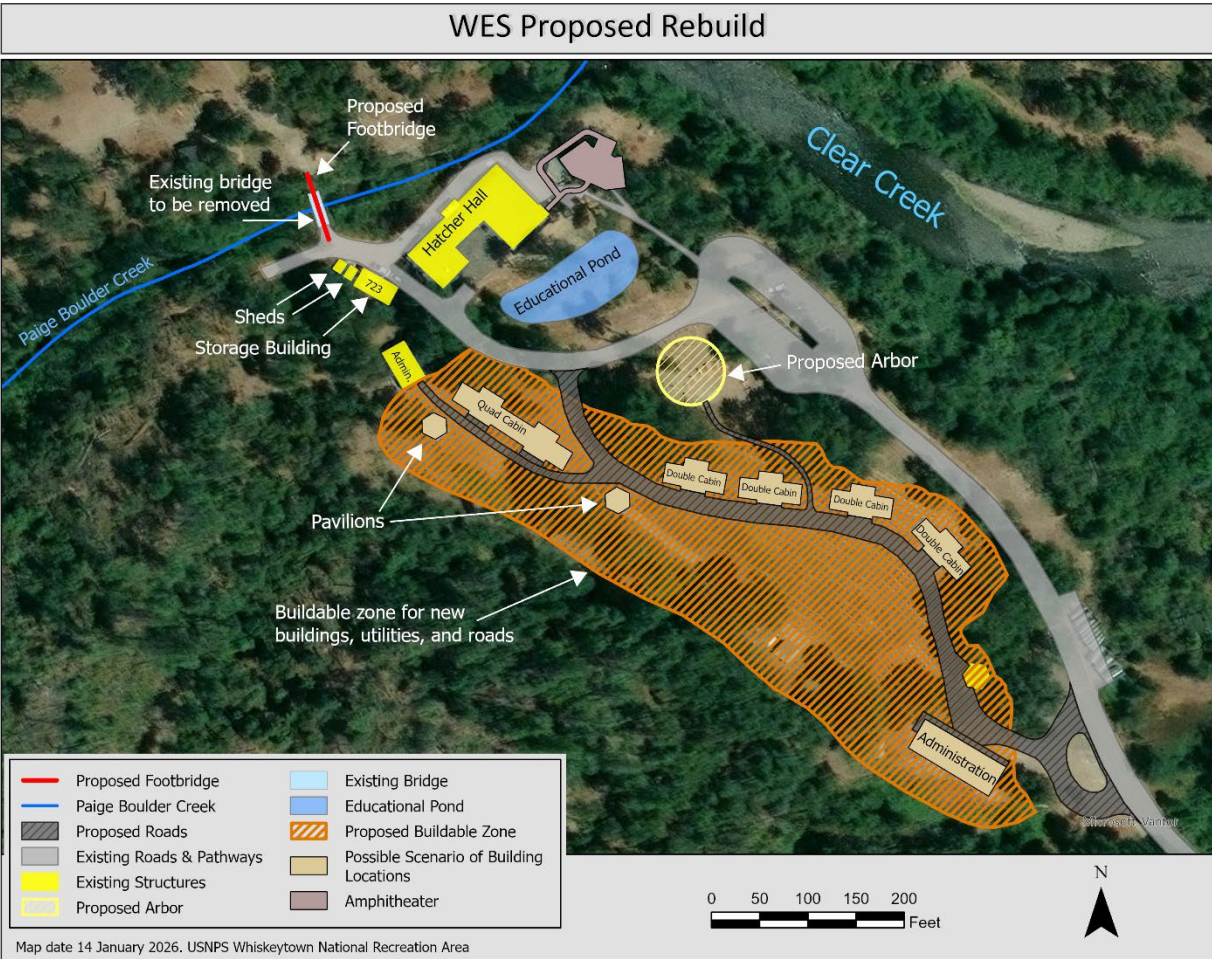 WES Proposed Rebuild
Proposed
Footbridge
Existing bridge
to be removed
Clear Creek
Hatcher Hall
Paige Boulder Creek
Educational Pond
723
Sheds
Storage Building
Admin.
Proposed Arbor
Quad Cabin
Double Cabin
Double Cabin
Double Cabin
Double Cabin
Pavilions
Buildable zone for new
buildings, utilities, and roads
Administration
Microsoft, Vantor
Proposed Footbridge
Paige Boulder Creek
Proposed Roads
Existing Roads & Pathways
Existing Structures
Proposed Arbor
Existing Bridge
Educational Pond
Proposed Buildable Zone
Possible Scenario of Building
Locations
Amphitheater
0 50 100 150 200
Feet
N
Map date 14 January 2026. USNPS Whiskeytown National Recreation Area